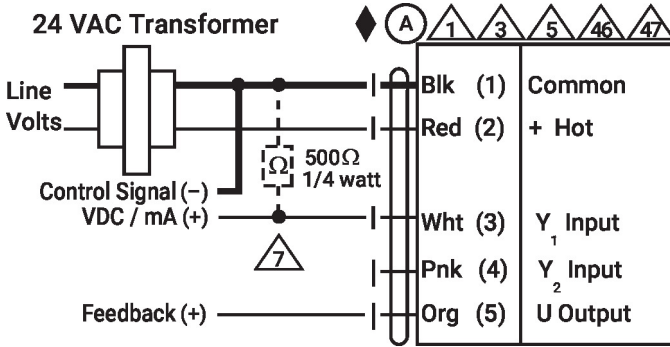 24 VAC Transformer
A 1 3 5 46 47
Line
Volts
Blk (1) Common
Red (2) + Hot
Ω 500Ω
1/4 watt
Control Signal (–)
VDC / mA (+)
7
Wht (3) Y1 Input
Pnk (4) Y2 Input
Feedback (+)
Org (5) U Output